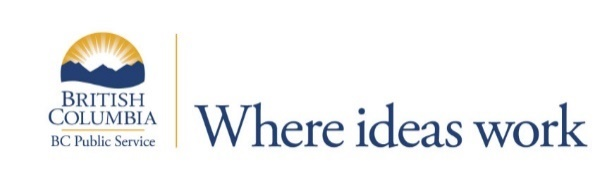 BRITISH
COLUMBIA
BC Public Service
Where ideas work